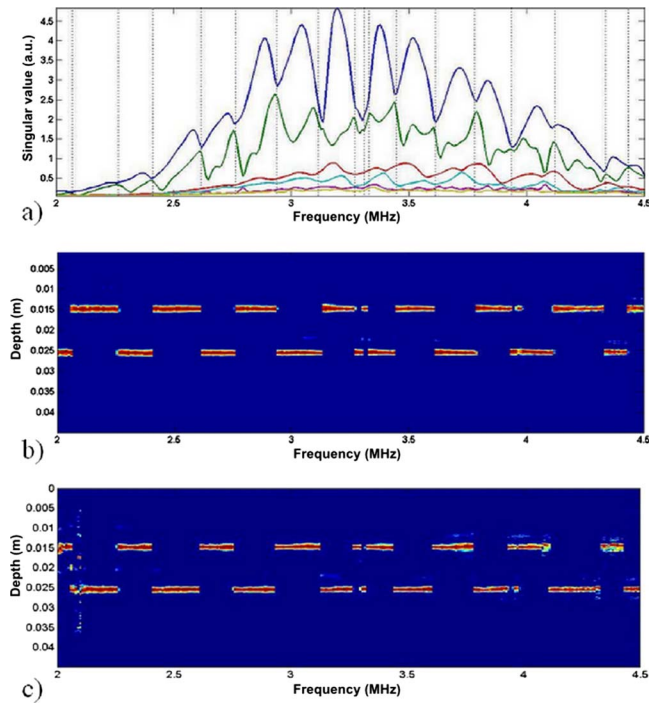 4.5
4
3.5
3
2.5
2
1.5
1
0.5
Singular value (a.u.)
2 2.5 3 3.5 4 4.5
Frequency (MHz)
a)
0.005
0.01
0.015
0.02
0.025
0.03
0.035
0.04
Depth (m)
2 2.5 3 3.5 4 4.5
Frequency (MHz)
b)
0
0.005
0.01
0.015
0.02
0.025
0.03
0.035
0.04
Depth (m)
2 2.5 3 3.5 4 4.5
Frequency (MHz)
c)